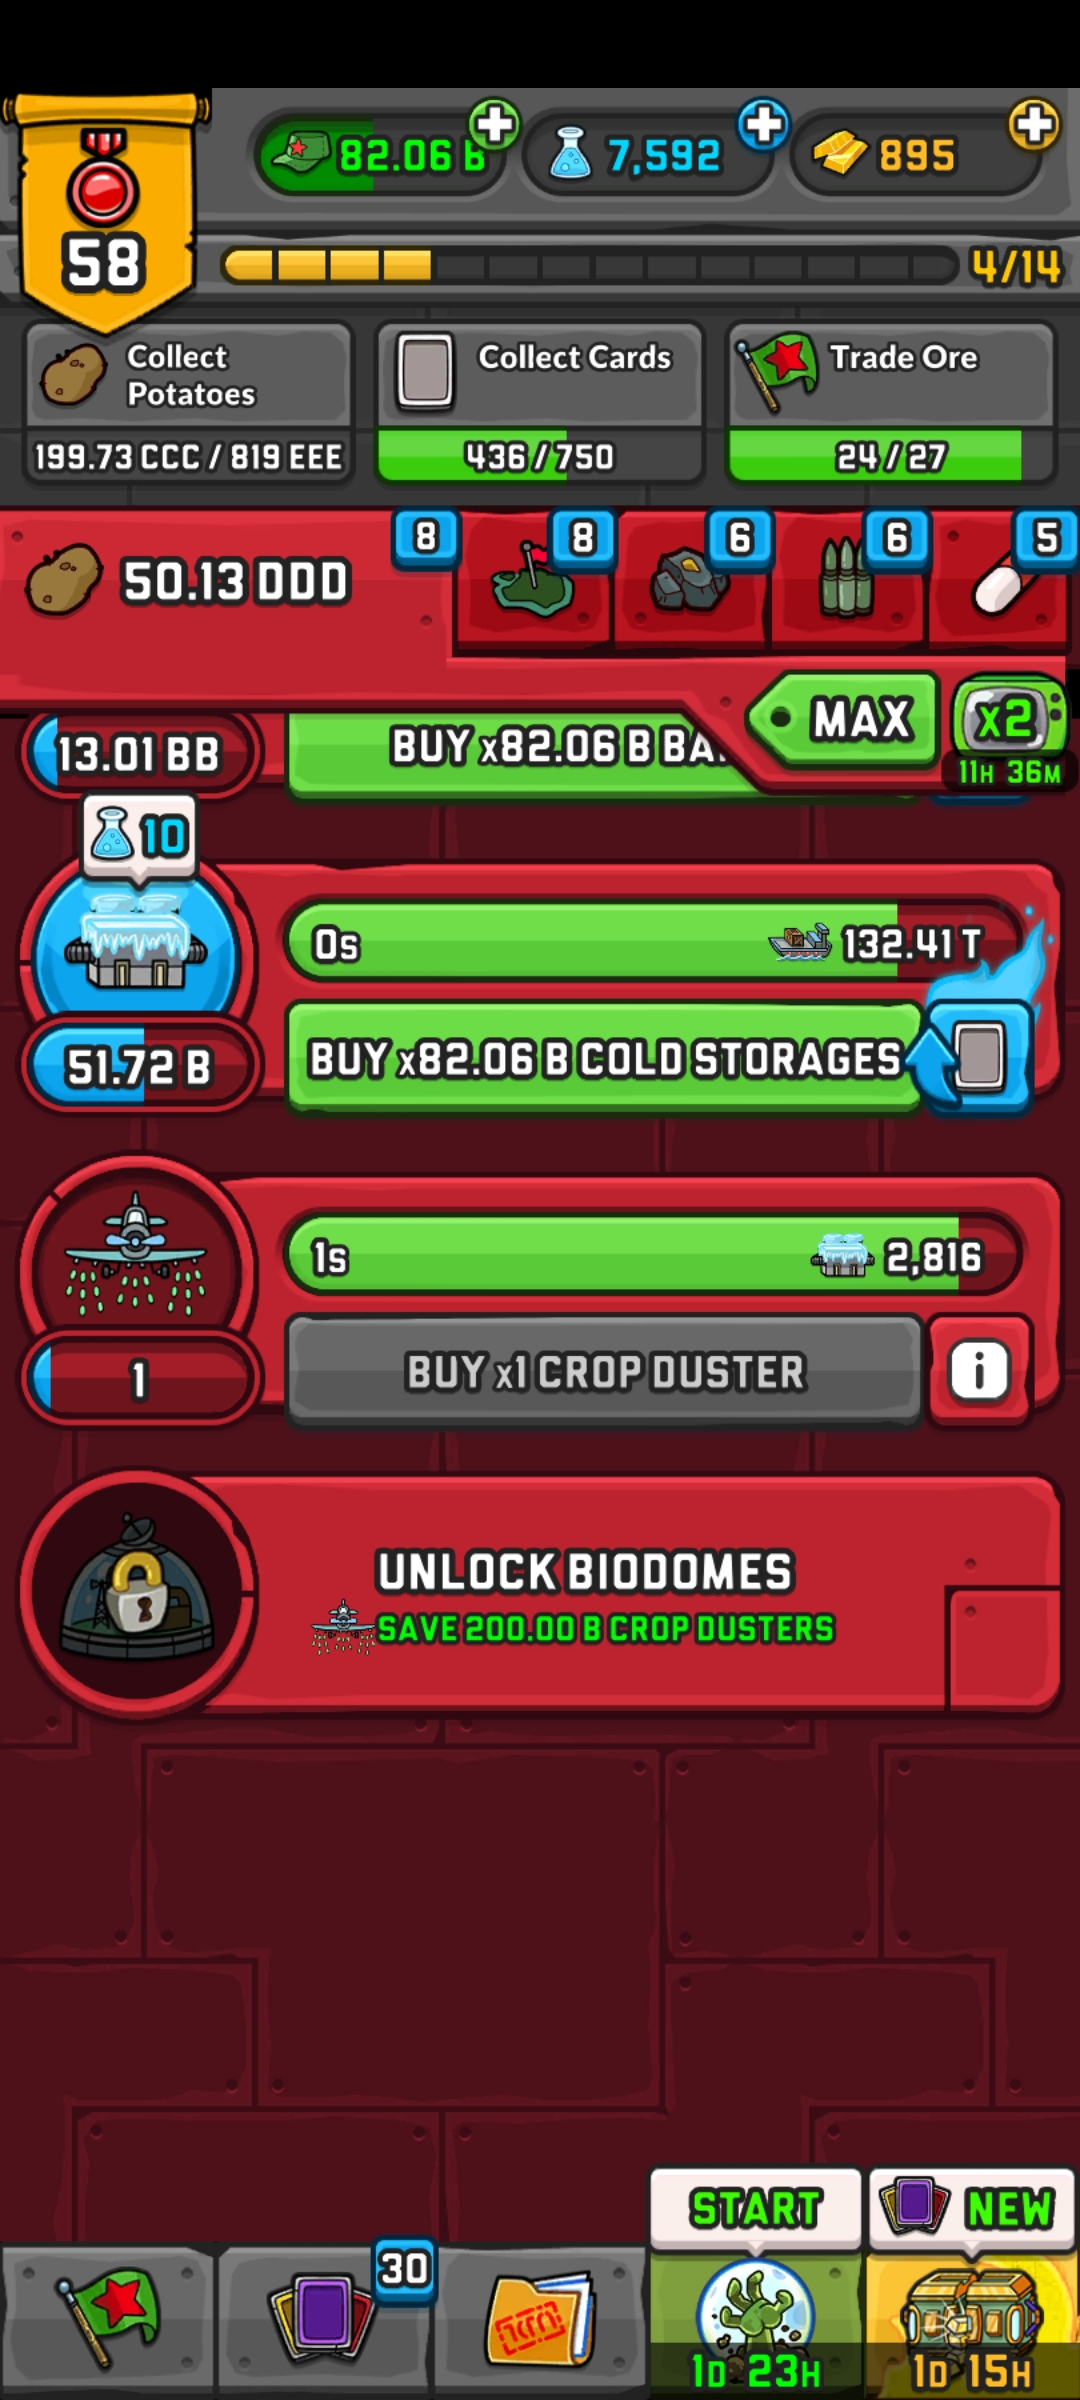 58
82.06 B
7,592
895
4/14
Collect
Potatoes
199.73 CCC / 819 EEE
Collect Cards
436/750
Trade Ore
24/27
50.13 DDD
8
8
6
6
5
MAX
x2
11H 36M
13.01 BB
BUY x82.06 B BA
10
0s
132.41 T
51.72 B
BUY x82.06 B COLD STORAGES
1s
2,816
1
BUY x1 CROP DUSTER
i
UNLOCK BIODOMES
SAVE 200.00 B CROP DUSTERS
START
NEW
30
1D 23H
1D 15H